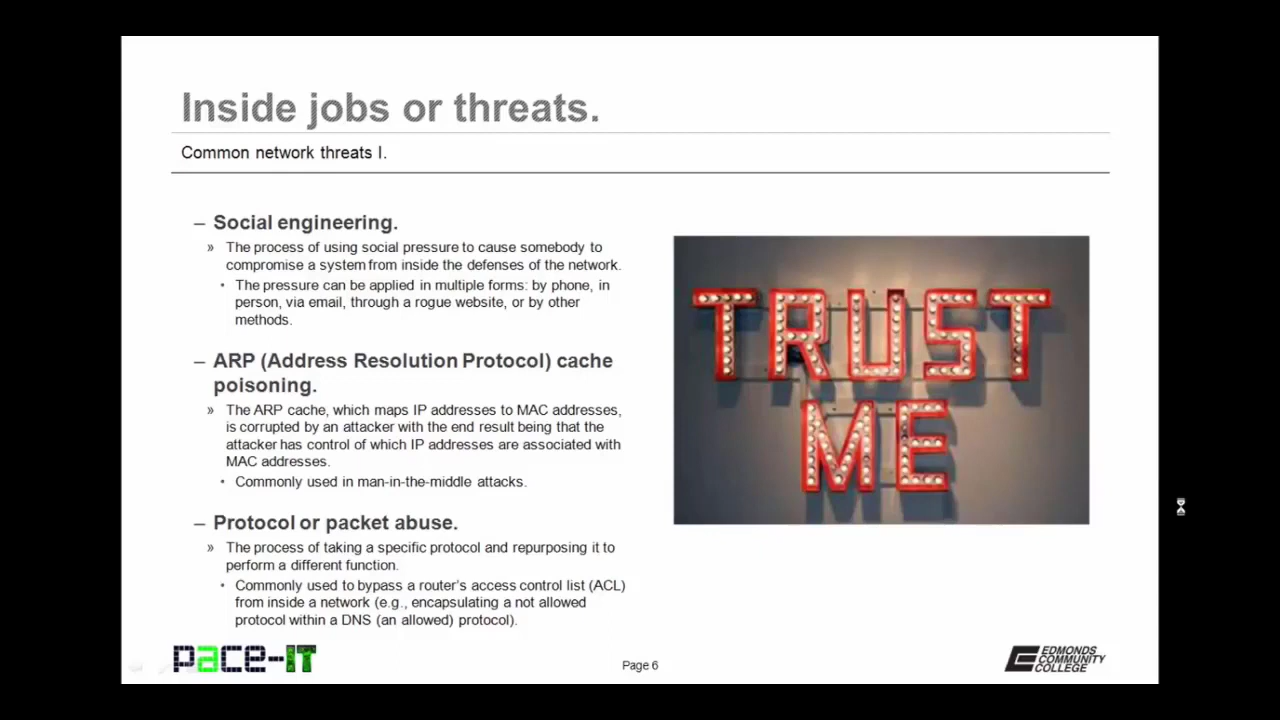 Inside jobs or threats.
Common network threats I.
– Social engineering.
» The process of using social pressure to cause somebody to
compromise a system from inside the defenses of the network.
• The pressure can be applied in multiple forms: by phone, in
person, via email, through a rogue website, or by other
methods.
– ARP (Address Resolution Protocol) cache
poisoning.
» The ARP cache, which maps IP addresses to MAC addresses,
is corrupted by an attacker with the end result being that the
attacker has control of which IP addresses are associated with
MAC addresses.
• Commonly used in man-in-the-middle attacks.
– Protocol or packet abuse.
» The process of taking a specific protocol and repurposing it to
perform a different function.
• Commonly used to bypass a router’s access control list (ACL)
from inside a network (e.g., encapsulating a not allowed
protocol within a DNS (an allowed) protocol).
TRUST
ME
pace-IT
Page 6
EDMONDS
COMMUNITY
COLLEGE